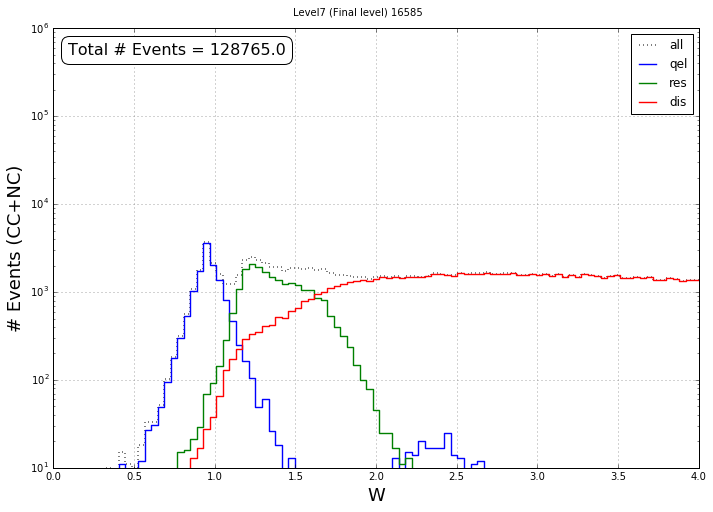 Level7 (Final level) 16585
Total # Events = 128765.0
all
qel
res
dis
# Events (CC+NC)
10^6
10^5
10^4
10^3
10^2
10^1
0.0 0.5 1.0 1.5 2.0 2.5 3.0 3.5 4.0
W